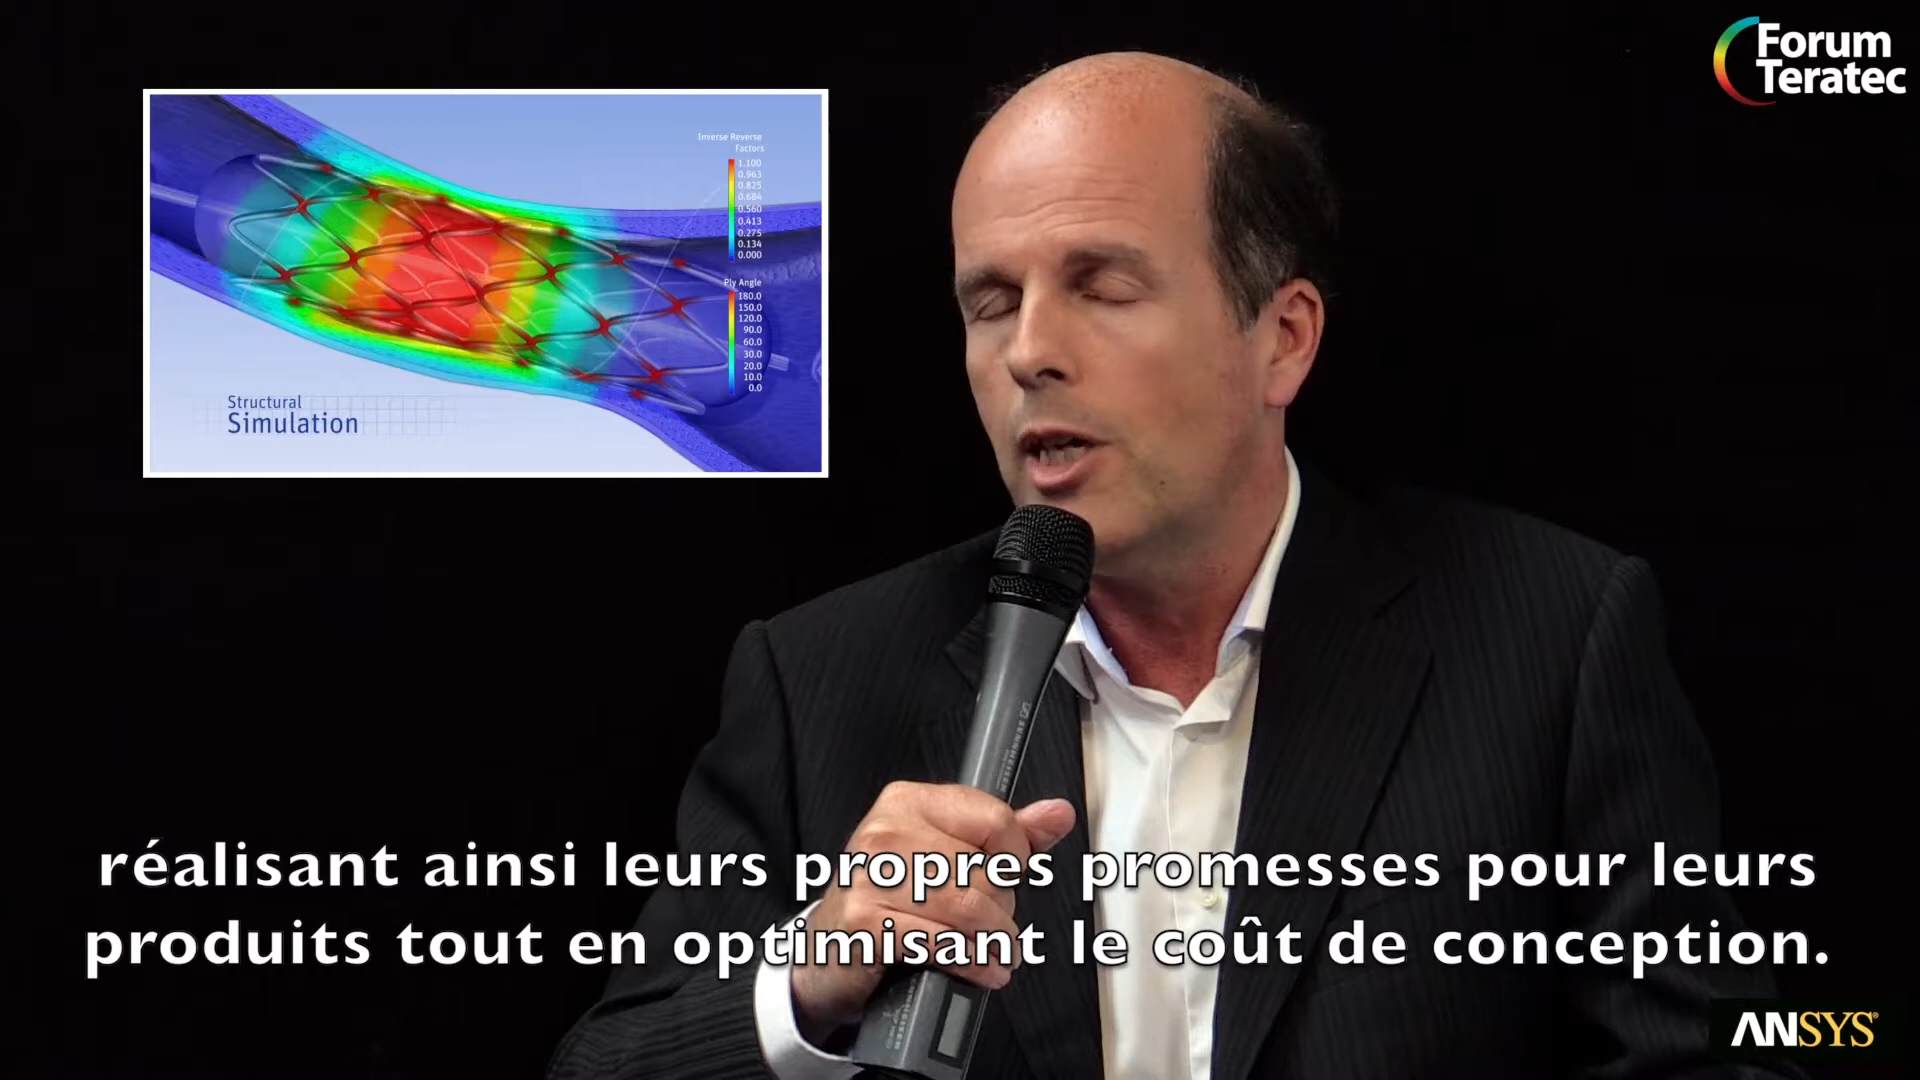 Forum
Teratec
Inverse Reverse
Factors
1.100
0.963
0.825
0.684
0.560
0.413
0.275
0.134
0.000
Ply Angle
180.0
150.0
120.0
90.0
60.0
30.0
20.0
10.0
0.0
Structural
Simulation
SENNHEISER
réalisant ainsi leurs propres promesses pour leurs
produits tout en optimisant le coût de conception.
ANSYS